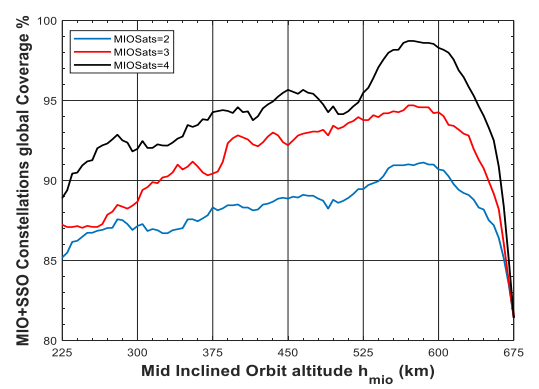 MIO+SSO Constellations global Coverage %
100
95
90
85
80
MIOSats=2
MIOSats=3
MIOSats=4
225 300 375 450 525 600 675
Mid Inclined Orbit altitude h_mio (km)